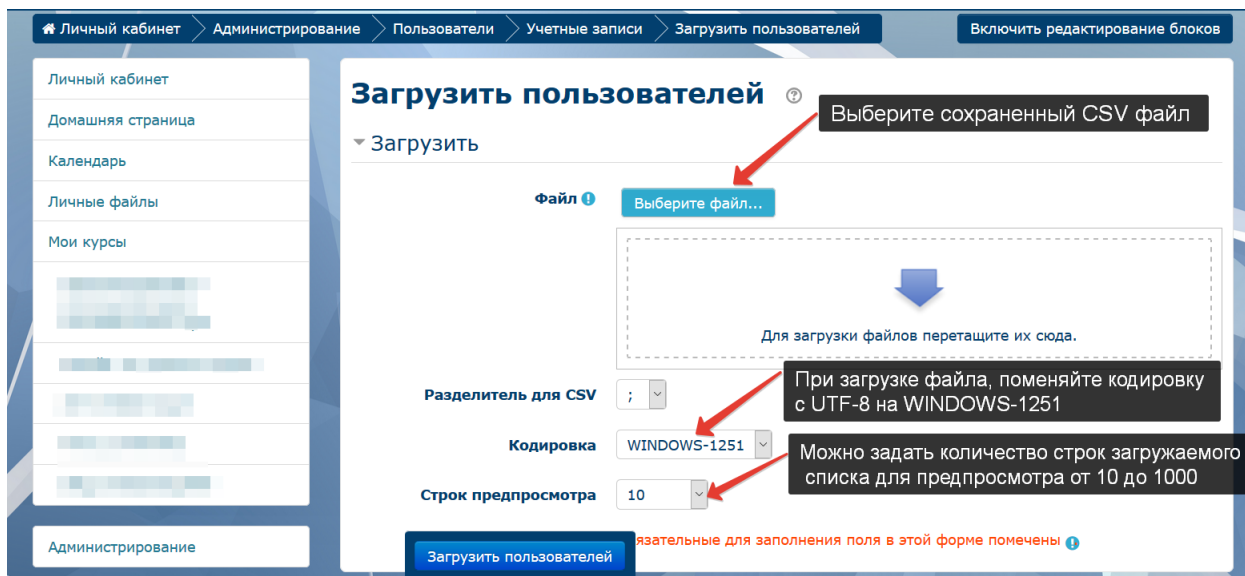 Личный кабинет Администрирование Пользователи Учетные записи Загрузить пользователей
Включить редактирование блоков
Личный кабинет
Домашняя страница
Календарь
Личные файлы
Мои курсы
Администрирование
Загрузить пользователей
Выберите сохраненный CSV файл
Загрузить
Файл
Выберите файл...
Для загрузки файлов перетащите их сюда.
При загрузке файла, поменяйте кодировку
с UTF-8 на WINDOWS-1251
Разделитель для CSV ;
Кодировка WINDOWS-1251
Можно задать количество строк загружаемого
списка для предпросмотра от 10 до 1000
Строк предпросмотра 10
для заполнения поля в этой форме помечены
Загрузить пользователей